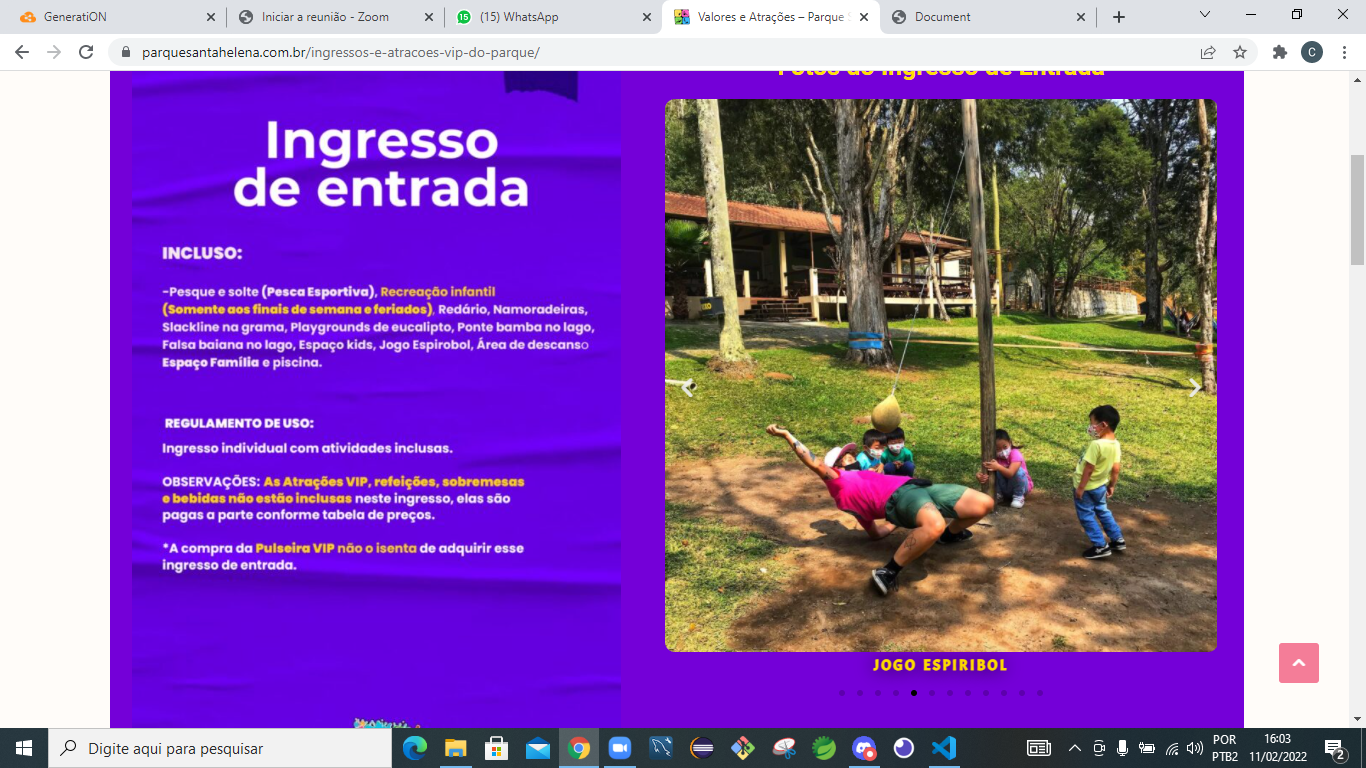 GeneratiON
Iniciar a reunião - Zoom
(15) WhatsApp
Valores e Atrações – Parque S
Document
parquesantahelena.com.br/ingressos-e-atracoes-vip-do-parque/
C
Fotos do Ingresso de Entrada
Ingresso
de entrada
INCLUSO:
-Pesque e solte (Pesca Esportiva), Recreação infantil
(Somente aos finais de semana e feriados), Redário, Namoradeiras,
Slackline na grama, Playgrounds de eucalipto, Ponte bamba no lago,
Falsa baiana no lago, Espaço kids, Jogo Espirobol, Área de descanso
Espaço Família e piscina.
REGULAMENTO DE USO:
Ingresso individual com atividades inclusas.
OBSERVAÇÕES: As Atrações VIP, refeições, sobremesas
e bebidas não estão inclusas neste ingresso, elas são
pagas a parte conforme tabela de preços.
*A compra da Pulseira VIP não o isenta de adquirir esse
ingresso de entrada.
JOGO ESPIRIBOL
Digite aqui para pesquisar
POR
PTB2
16:03
11/02/2022
2